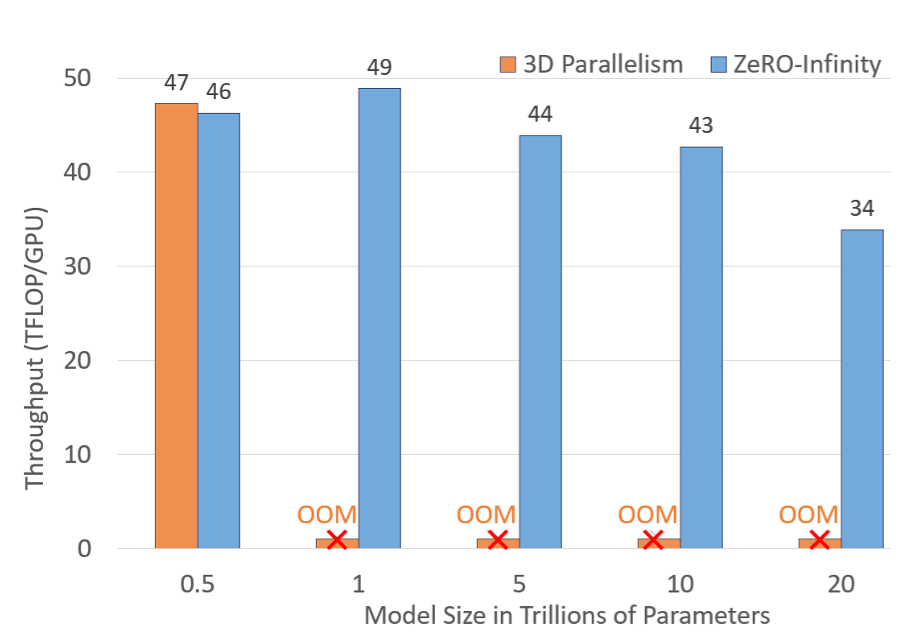 3D Parallelism
ZeRO-Infinity
Throughput (TFLOP/GPU)
50
40
30
20
10
0
47
46
49
44
43
34
OOM
OOM
OOM
OOM
0.5
1
5
10
20
Model Size in Trillions of Parameters